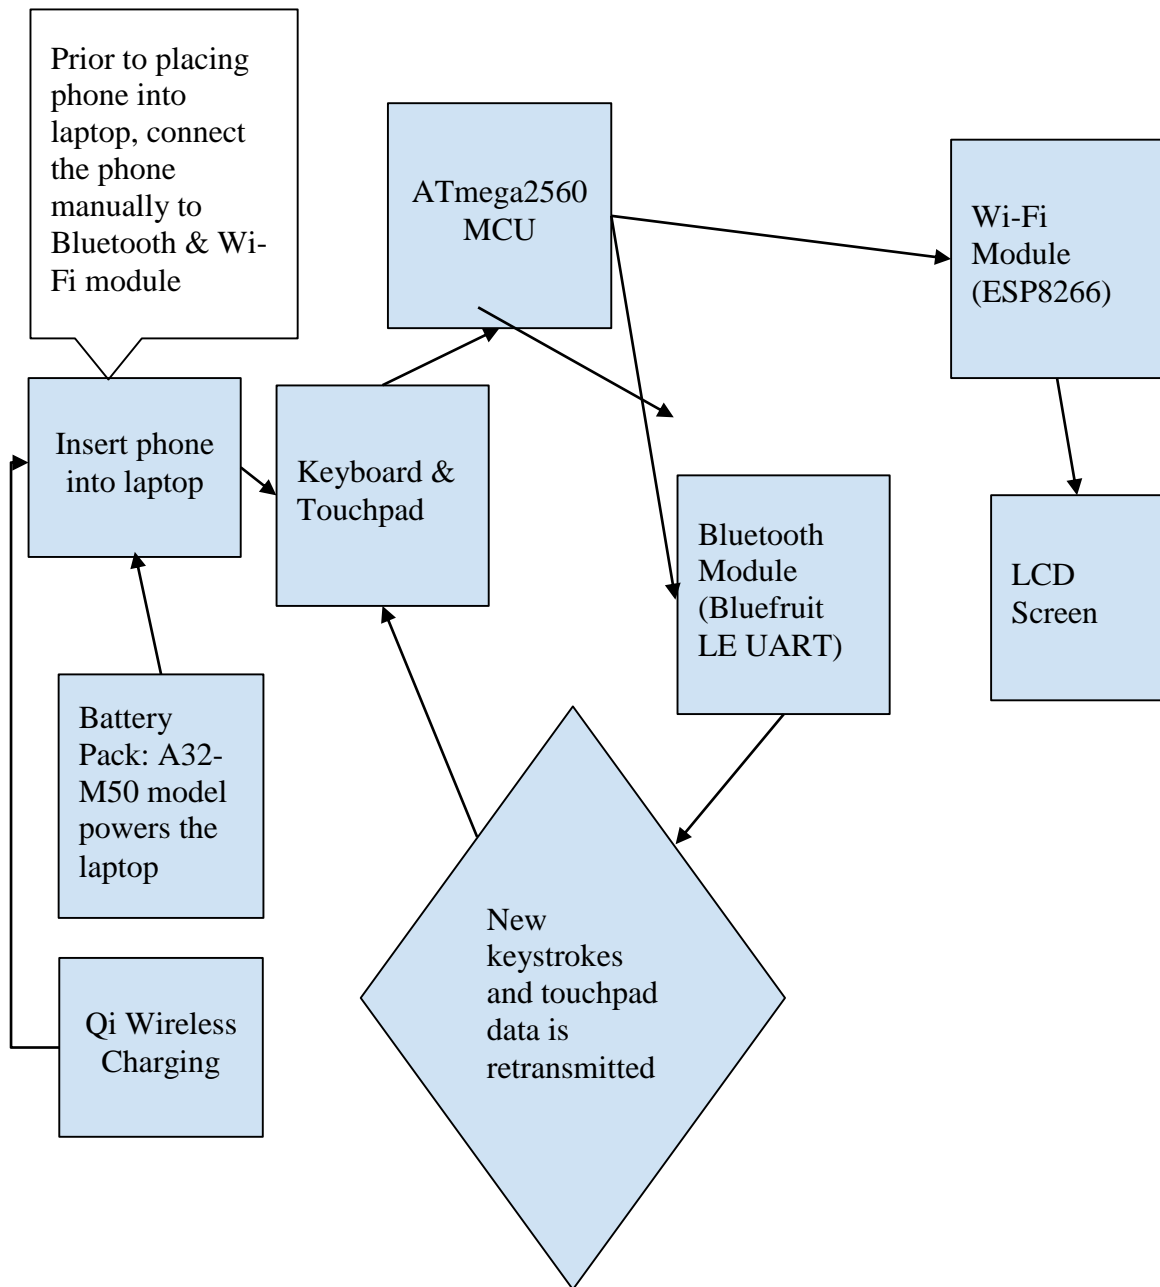 Prior to placing
phone into
laptop, connect
the phone
manually to
Bluetooth & Wi-
Fi module
ATmega2560
MCU
Wi-Fi
Module
(ESP8266)
Insert phone
into laptop
Keyboard &
Touchpad
Bluetooth
Module
(Bluefruit
LE UART)
LCD
Screen
Battery
Pack: A32-
M50 model
powers the
laptop
New
keystrokes
and touchpad
data is
retransmitted
Qi Wireless
Charging